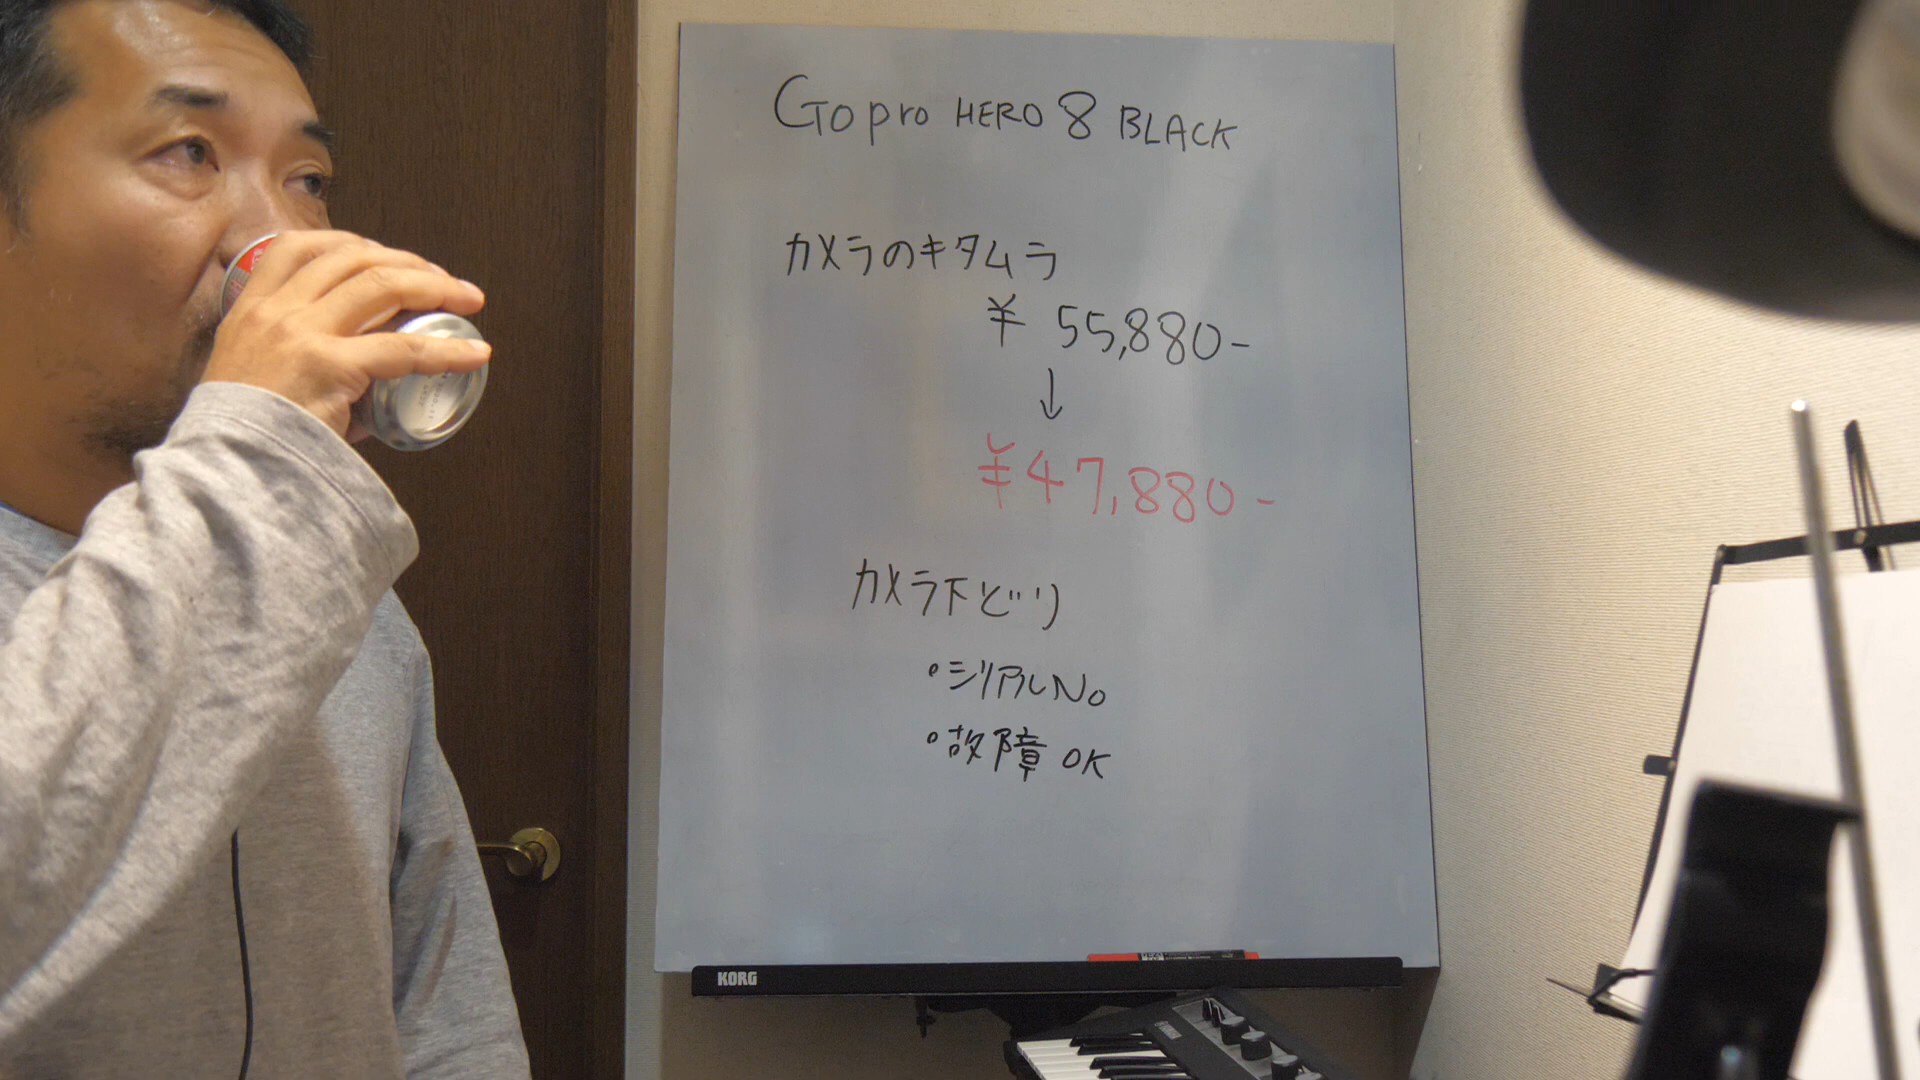 Gopro HERO 8 BLACK
カメラのキタムラ
¥ 55,880-
↓
¥47,880-
カメラ下どり
・シリアルNo
・故障 OK
KORG